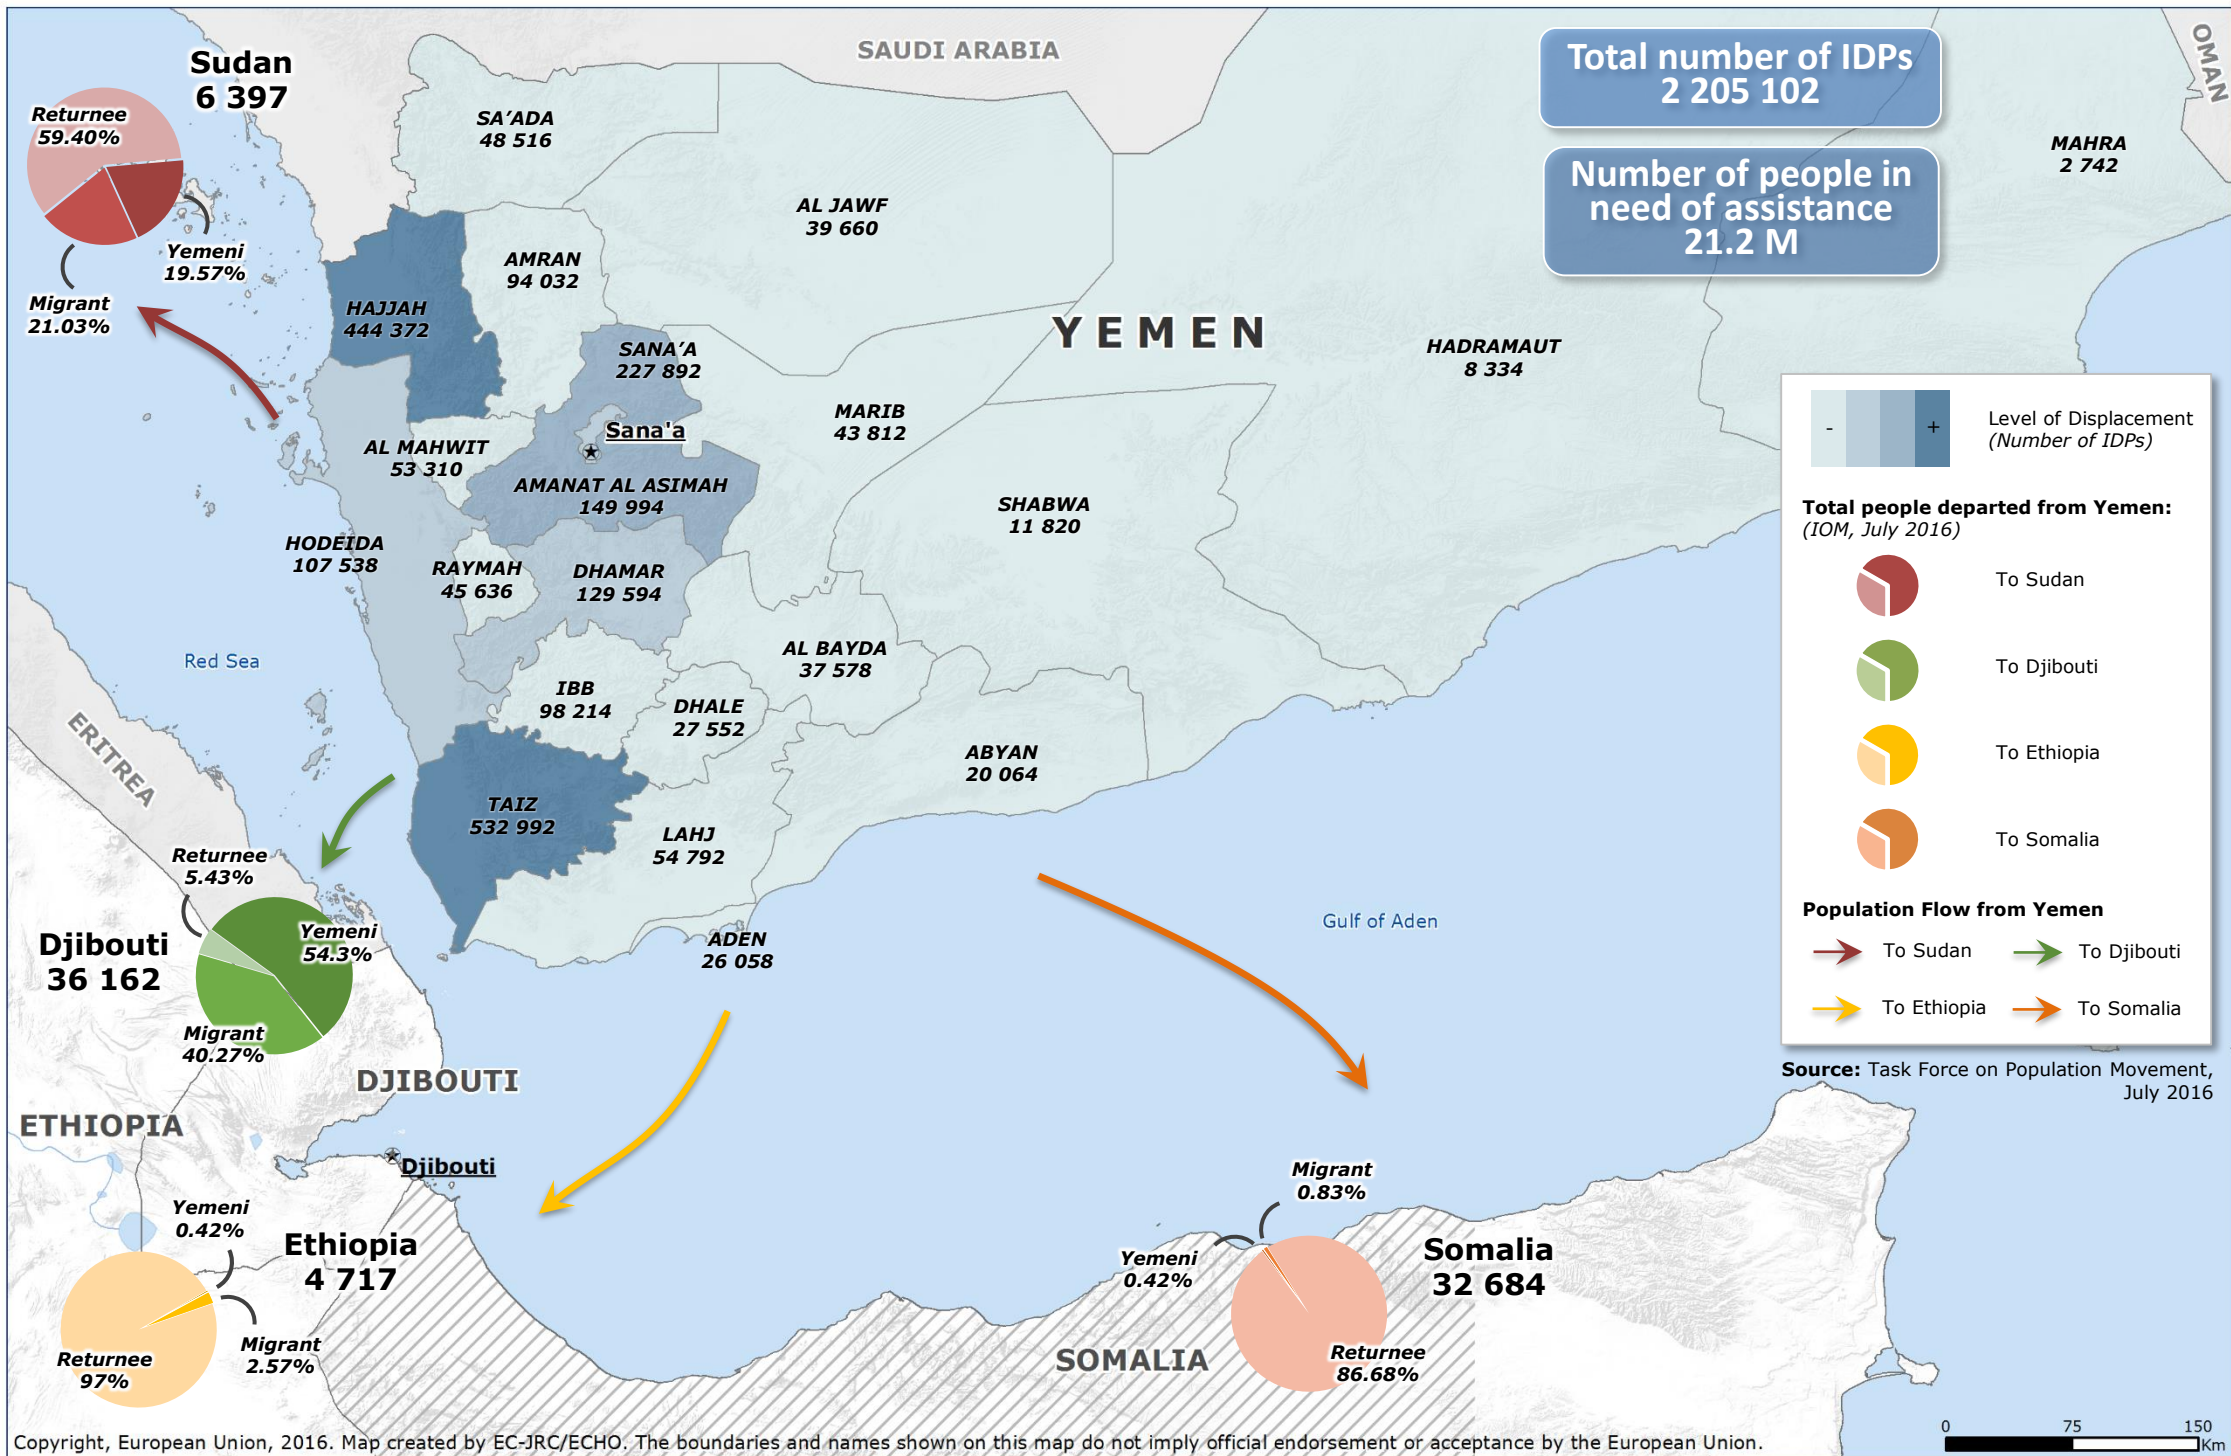 SAUDI ARABIA
OMAN
Total number of IDPs
2 205 102
Number of people in
need of assistance
21.2 M
Sudan
6 397
Returnee
59.40%
Yemeni
19.57%
Migrant
21.03%
SA'ADA
48 516
AL JAWF
39 660
MAHRA
2 742
AMRAN
94 032
HAJJAH
444 372
SANA'A
227 892
YEMEN
HADRAMAUT
8 334
MARIB
43 812
Sana'a
AL MAHWIT
53 310
AMANAT AL ASIMAH
149 994
SHABWA
11 820
HODEIDA
107 538
RAYMAH
45 636
DHAMAR
129 594
AL BAYDA
37 578
Red Sea
IBB
98 214
DHALE
27 552
ABYAN
20 064
ERITREA
TAIZ
532 992
LAHJ
54 792
ADEN
26 058
Gulf of Aden
Returnee
5.43%
Yemeni
54.3%
Djibouti
36 162
Migrant
40.27%
DJIBOUTI
ETHIOPIA
Djibouti
Yemeni
0.42%
Ethiopia
4 717
Migrant
2.57%
Returnee
97%
Migrant
0.83%
Yemeni
0.42%
Somalia
32 684
Returnee
86.68%
SOMALIA
- +
Level of Displacement
(Number of IDPs)
Total people departed from Yemen:
(IOM, July 2016)
To Sudan
To Djibouti
To Ethiopia
To Somalia
Population Flow from Yemen
To Sudan To Djibouti
To Ethiopia To Somalia
Source: Task Force on Population Movement,
July 2016
0 75 150
Km
Copyright, European Union, 2016. Map created by EC-JRC/ECHO. The boundaries and names shown on this map do not imply official endorsement or acceptance by the European Union.